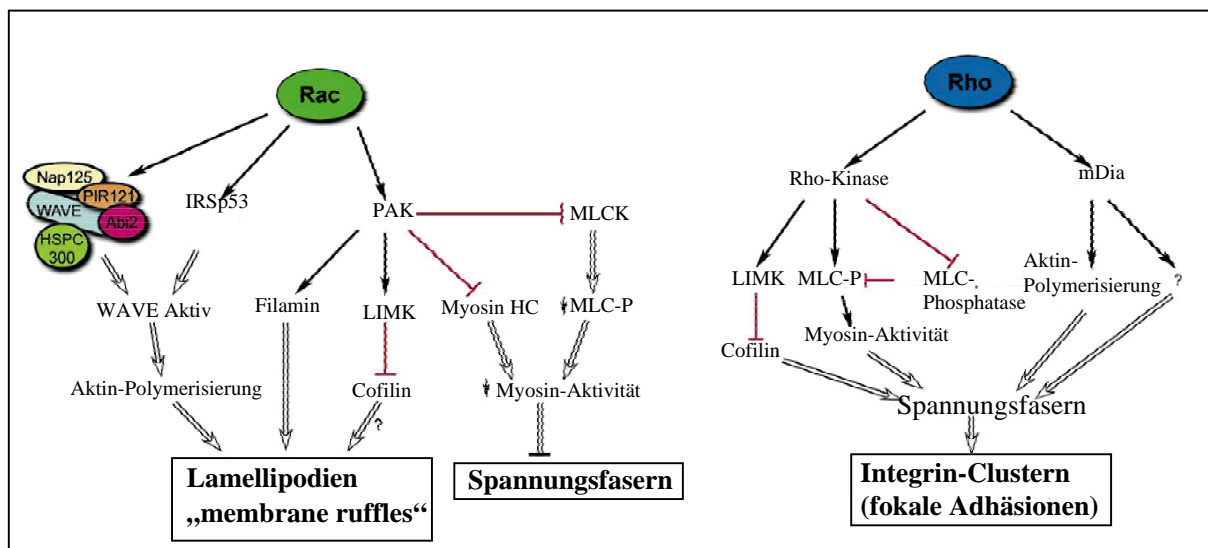 Rac
Nap125
PIR121
WAVE
Abi2
HSPC
300
IRSp53
PAK
MLCK
WAVE Aktiv
Filamin
LIMK
Myosin HC
MLC-P
Aktin-Polymerisierung
Cofilin
?
Myosin-Aktivität
Lamellipodien
„membrane ruffles“
Spannungsfasern
Rho
Rho-Kinase
mDia
LIMK
MLC-P
MLC-
Phosphatase
Aktin-
Polymerisierung
?
Cofilin
Myosin-Aktivität
Spannungsfasern
Integrin-Clustern
(fokale Adhäsionen)